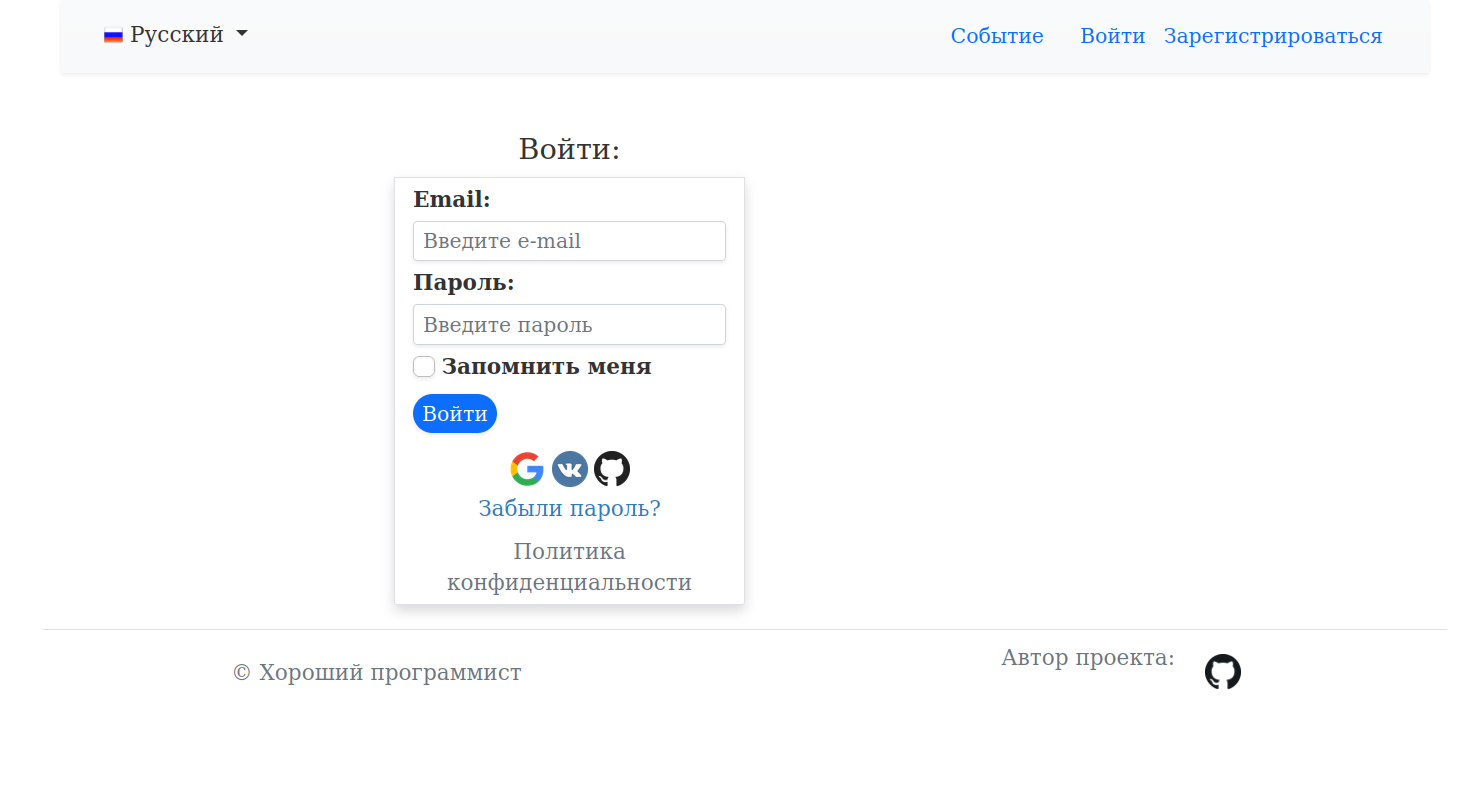 Русский
Событие Войти Зарегистрироваться
Войти:
Email:
Введите e-mail
Пароль:
Введите пароль
Запомнить меня
Войти
Забыли пароль?
Политика
конфиденциальности
© Хороший программист
Автор проекта: